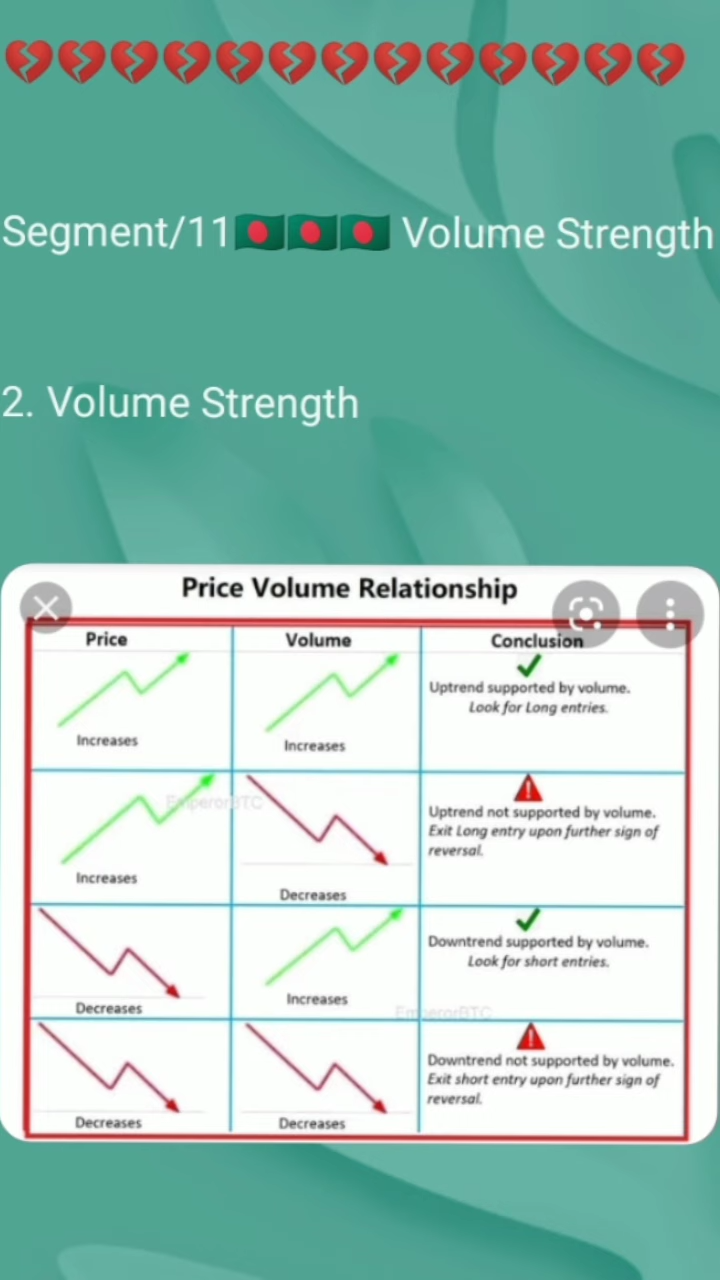 💔💔💔💔💔💔💔💔💔💔💔💔💔
Segment/11🇧🇩🇧🇩🇧🇩 Volume Strength
2. Volume Strength
Price Volume Relationship
Price Volume Conclusion
Increases
Increases
Uptrend supported by volume.
Look for Long entries.
EmperorBTC
Increases
Decreases
Uptrend not supported by volume.
Exit Long entry upon further sign of
reversal.
Decreases
Increases
Downtrend supported by volume.
Look for short entries.
EmperorBTC
Decreases
Decreases
Downtrend not supported by volume.
Exit short entry upon further sign of
reversal.